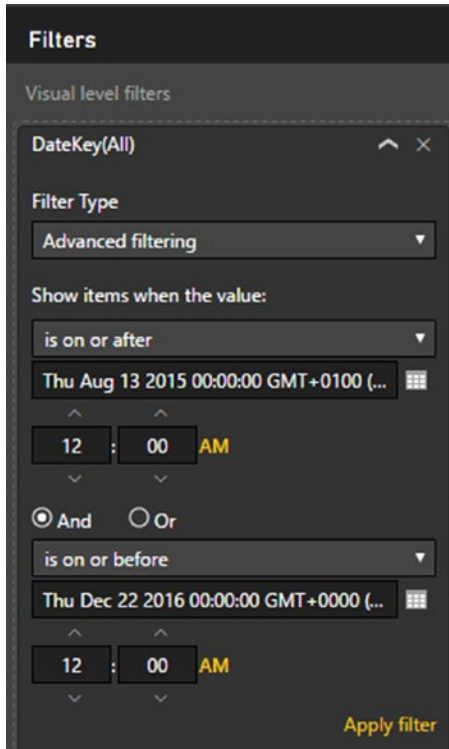 Filters
Visual level filters
DateKey(All)
Filter Type
Advanced filtering
Show items when the value:
is on or after
Thu Aug 13 2015 00:00:00 GMT+0100 (...
12 : 00 AM
And Or
is on or before
Thu Dec 22 2016 00:00:00 GMT+0000 (...
12 : 00 AM
Apply filter